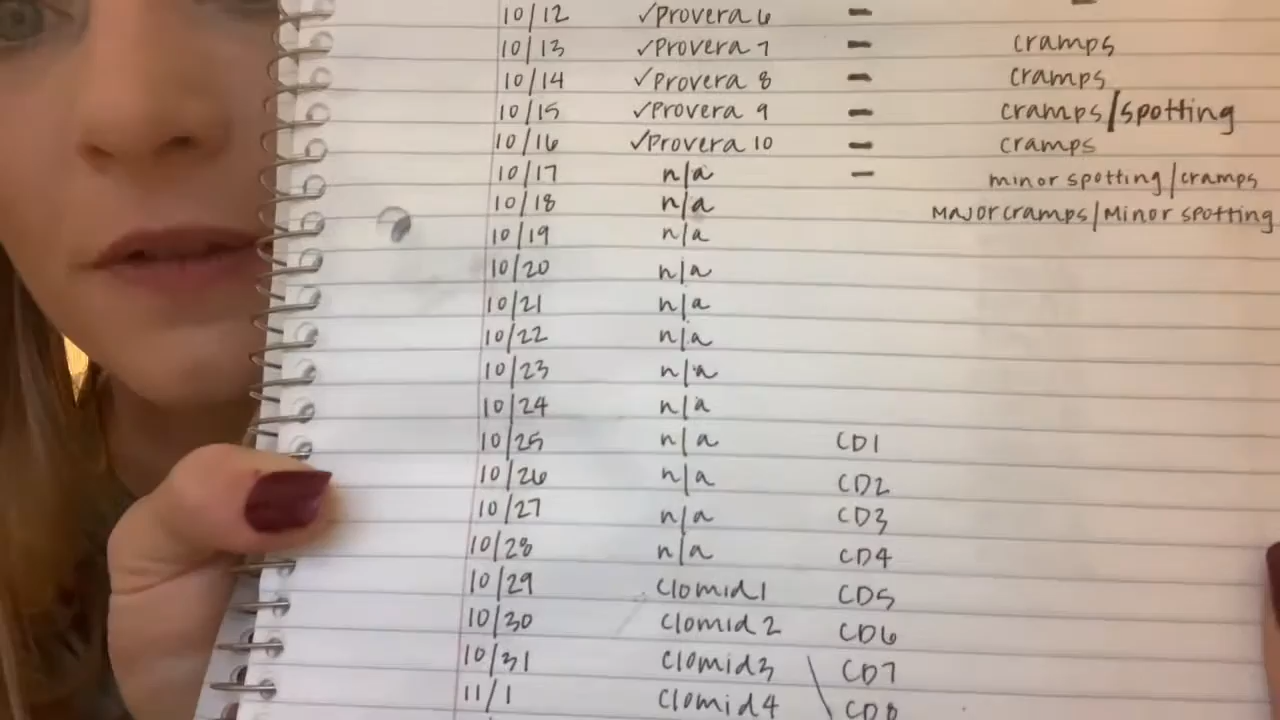 10/12 ✓Provera 6 – –
10/13 ✓Provera 7 – cramps
10/14 ✓Provera 8 – cramps
10/15 ✓Provera 9 – cramps/spotting
10/16 ✓Provera 10 – cramps
10/17 n/a – minor spotting/cramps
10/18 n/a Major cramps/Minor spotting
10/19 n/a
10/20 n/a
10/21 n/a
10/22 n/a
10/23 n/a
10/24 n/a
10/25 n/a CD1
10/26 n/a CD2
10/27 n/a CD3
10/28 n/a CD4
10/29 Clomid 1 CD5
10/30 Clomid 2 CD6
10/31 Clomid 3 CD7
11/1 Clomid 4 CD8